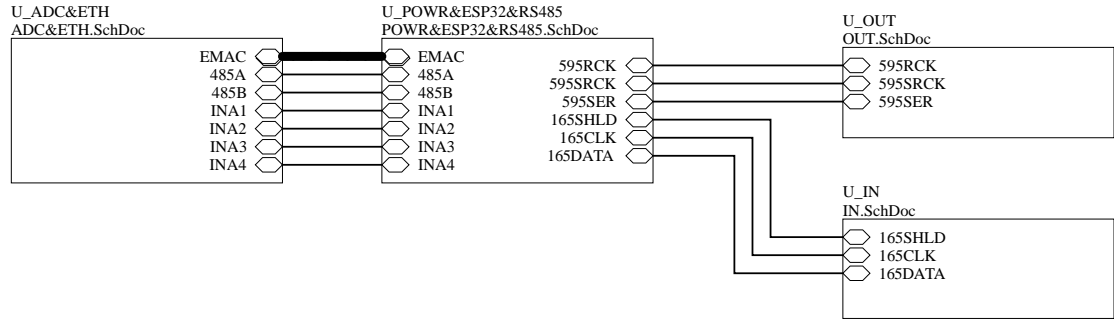 U_ADC&ETH
ADC&ETH.SchDoc
EMAC
485A
485B
INA1
INA2
INA3
INA4
U_POWR&ESP32&RS485
POWR&ESP32&RS485.SchDoc
EMAC
485A
485B
INA1
INA2
INA3
INA4
595RCK
595SRCK
595SER
165SHLD
165CLK
165DATA
U_OUT
OUT.SchDoc
595RCK
595SRCK
595SER
U_IN
IN.SchDoc
165SHLD
165CLK
165DATA